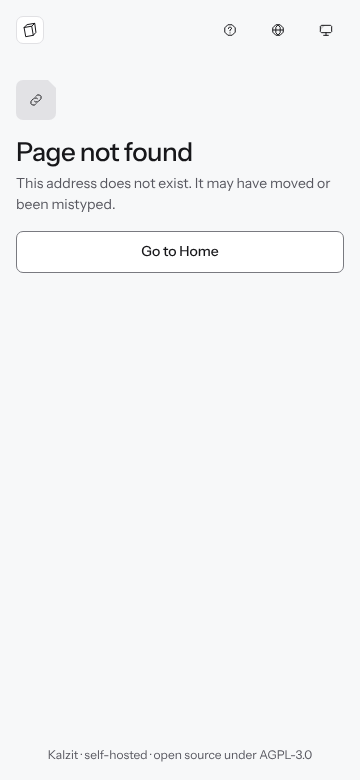 Page not found
This address does not exist. It may have moved or
been mistyped.
Go to Home
Kalzit · self-hosted · open source under AGPL-3.0